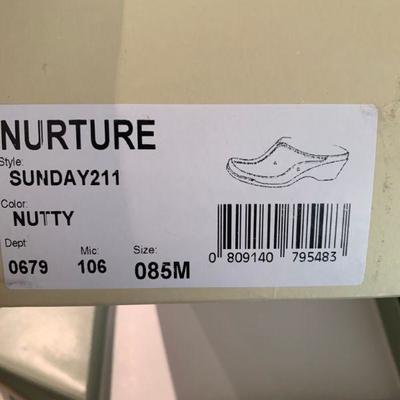 NURTURE
Style:
SUNDAY211
Color:
NUTTY
Dept Mic: Size:
0679 106 085M
0 809140 795483